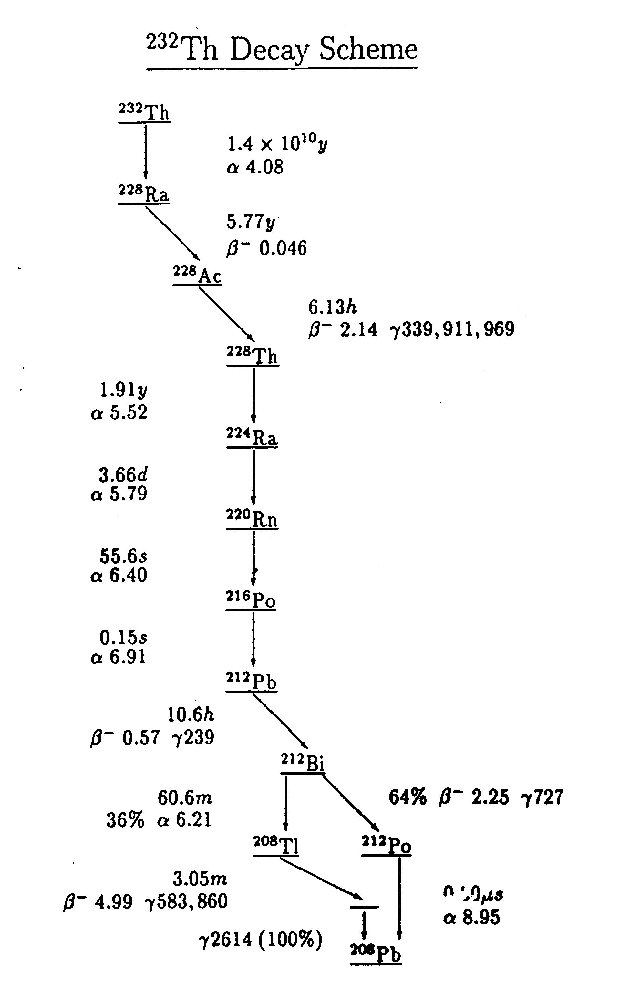 ²³²Th Decay Scheme
²³²Th
1.4 × 10¹⁰y
α 4.08
²²⁸Ra
5.77y
β⁻ 0.046
²²⁸Ac
6.13h
β⁻ 2.14 γ339,911,969
²²⁸Th
1.91y
α 5.52
²²⁴Ra
3.66d
α 5.79
²²⁰Rn
55.6s
α 6.40
²¹⁶Po
0.15s
α 6.91
²¹²Pb
10.6h
β⁻ 0.57 γ239
²¹²Bi
60.6m
36% α 6.21
64% β⁻ 2.25 γ727
²⁰⁸Tl
²¹²Po
3.05m
β⁻ 4.99 γ583,860
μs
α 8.95
γ2614 (100%)
²⁰⁸Pb